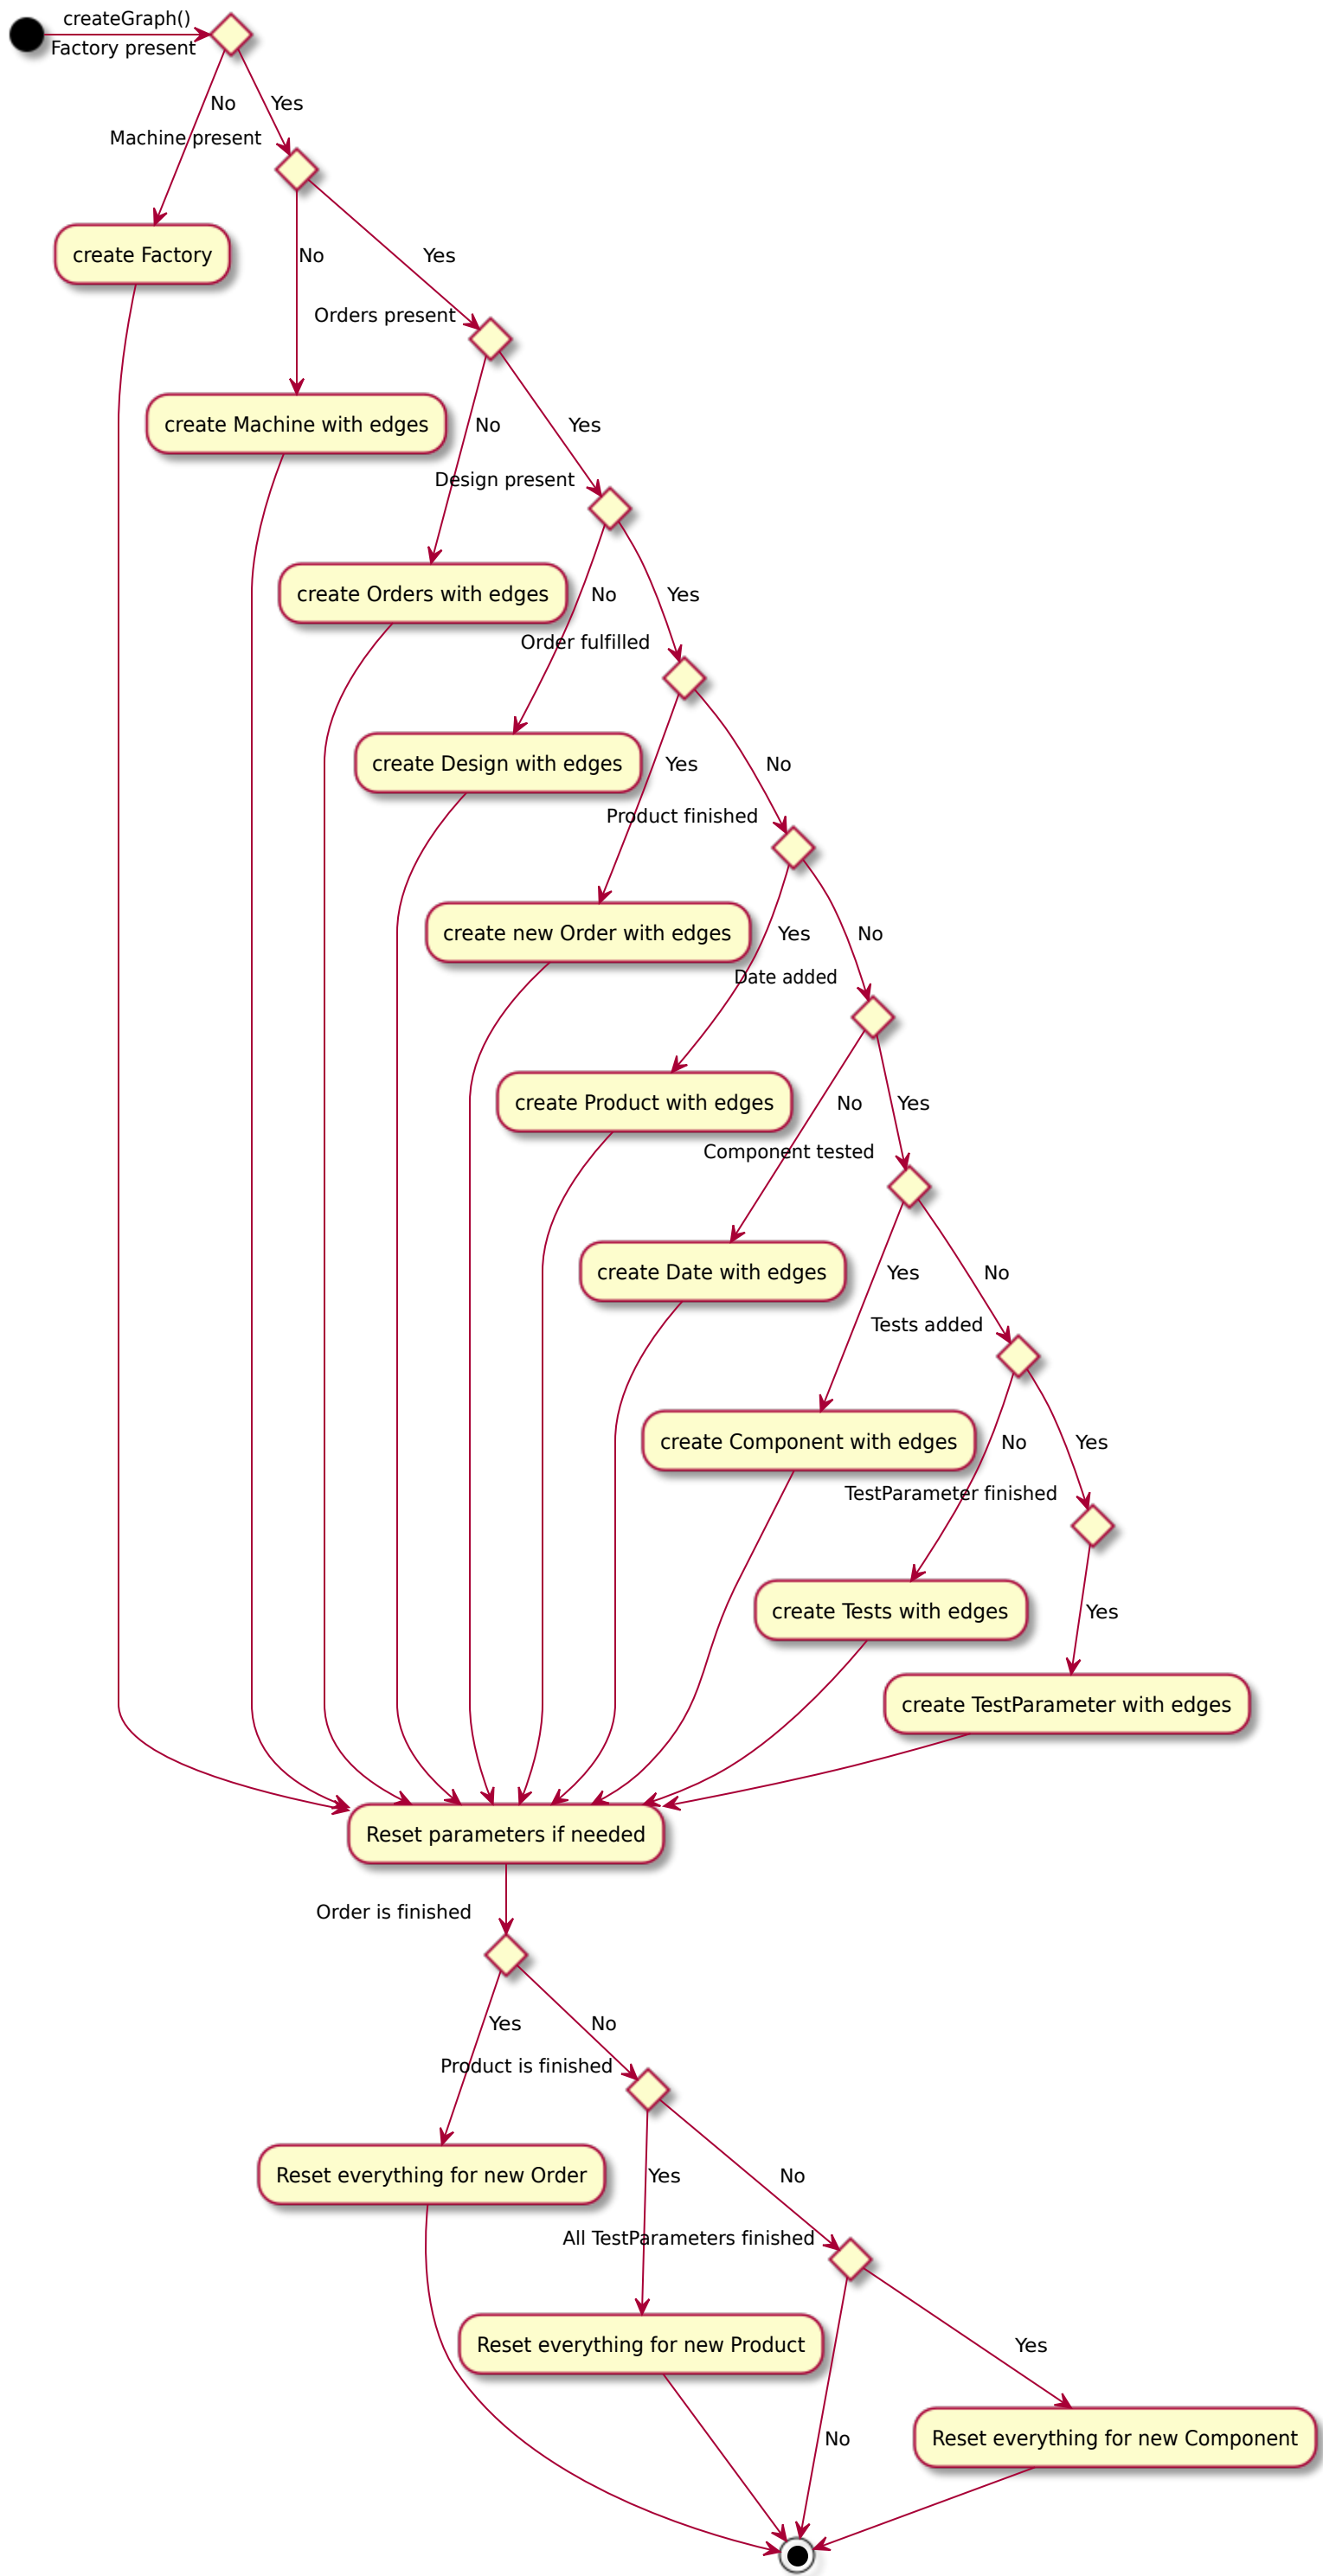 createGraph()
Factory present
No
Yes
Machine present
create Factory
No
Yes
Orders present
create Machine with edges
No
Yes
Design present
create Orders with edges
No
Yes
Order fulfilled
create Design with edges
Yes
No
Product finished
create new Order with edges
Yes
No
Date added
create Product with edges
No
Yes
Component tested
create Date with edges
Yes
No
Tests added
create Component with edges
No
Yes
TestParameter finished
create Tests with edges
Yes
create TestParameter with edges
Reset parameters if needed
Order is finished
Yes
No
Product is finished
Reset everything for new Order
Yes
No
All TestParameters finished
Reset everything for new Product
Yes
No
Reset everything for new Component